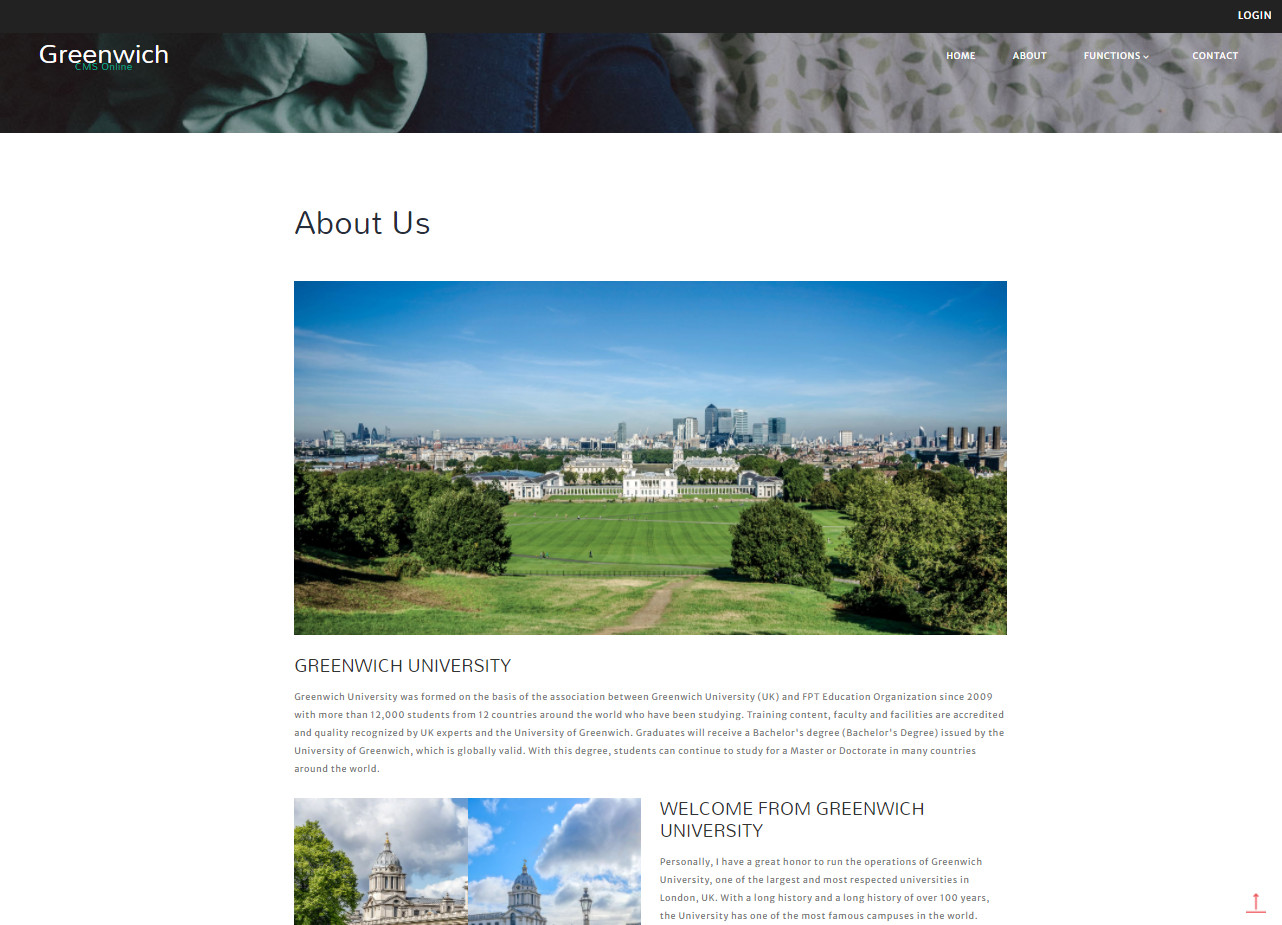 LOGIN
Greenwich
CMS Online
HOME ABOUT FUNCTIONS CONTACT
About Us
GREENWICH UNIVERSITY
Greenwich University was formed on the basis of the association between Greenwich University (UK) and FPT Education Organization since 2009
with more than 12,000 students from 12 countries around the world who have been studying. Training content, faculty and facilities are accredited
and quality recognized by UK experts and the University of Greenwich. Graduates will receive a Bachelor's degree (Bachelor's Degree) issued by the
University of Greenwich, which is globally valid. With this degree, students can continue to study for a Master or Doctorate in many countries
around the world.
WELCOME FROM GREENWICH
UNIVERSITY
Personally, I have a great honor to run the operations of Greenwich
University, one of the largest and most respected universities in
London, UK. With a long history and a long history of over 100 years,
the University has one of the most famous campuses in the world.